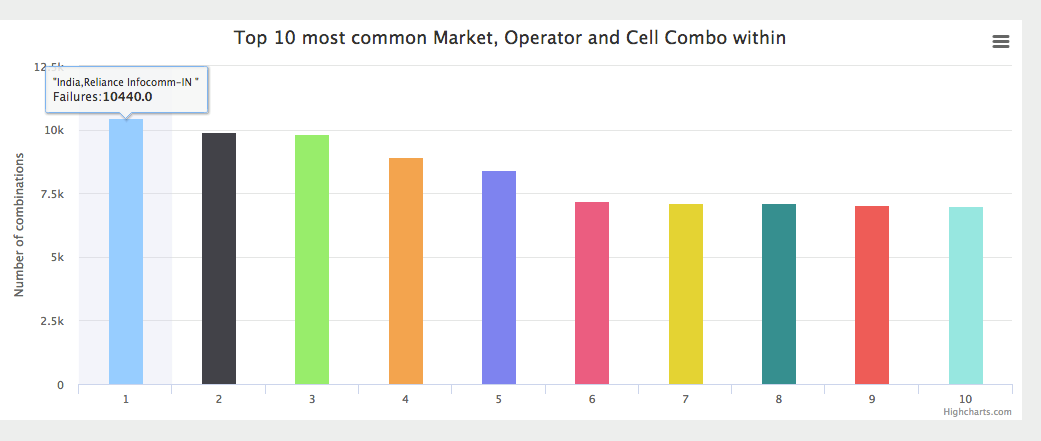 Top 10 most common Market, Operator and Cell Combo within
12.5k
"India,Reliance Infocomm-IN "
Failures:10440.0
10k
7.5k
5k
2.5k
0
Number of combinations
1 2 3 4 5 6 7 8 9 10
Highcharts.com